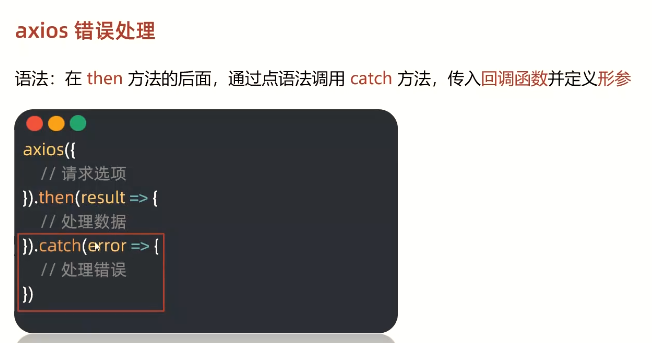 axios 错误处理
语法：在 then 方法的后面，通过点语法调用 catch 方法，传入回调函数并定义形参
axios({
// 请求选项
}).then(result => {
// 处理数据
}).catch(error => {
// 处理错误
})